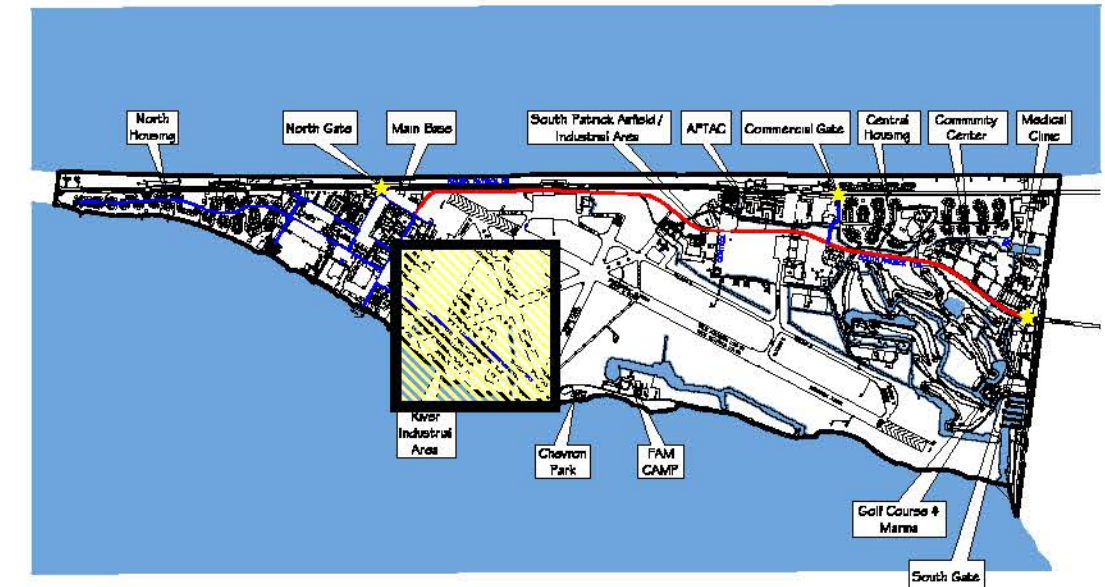 North
Housing
North Gate
Main Base
South Patrick Airfield /
Industrial Area
AFTAC
Commercial Gate
Central
Housing
Community
Center
Medical
Clinic
River
Industrial
Area
Chevron
Park
FAM
CAMP
Golf Course &
Marina
South Gate